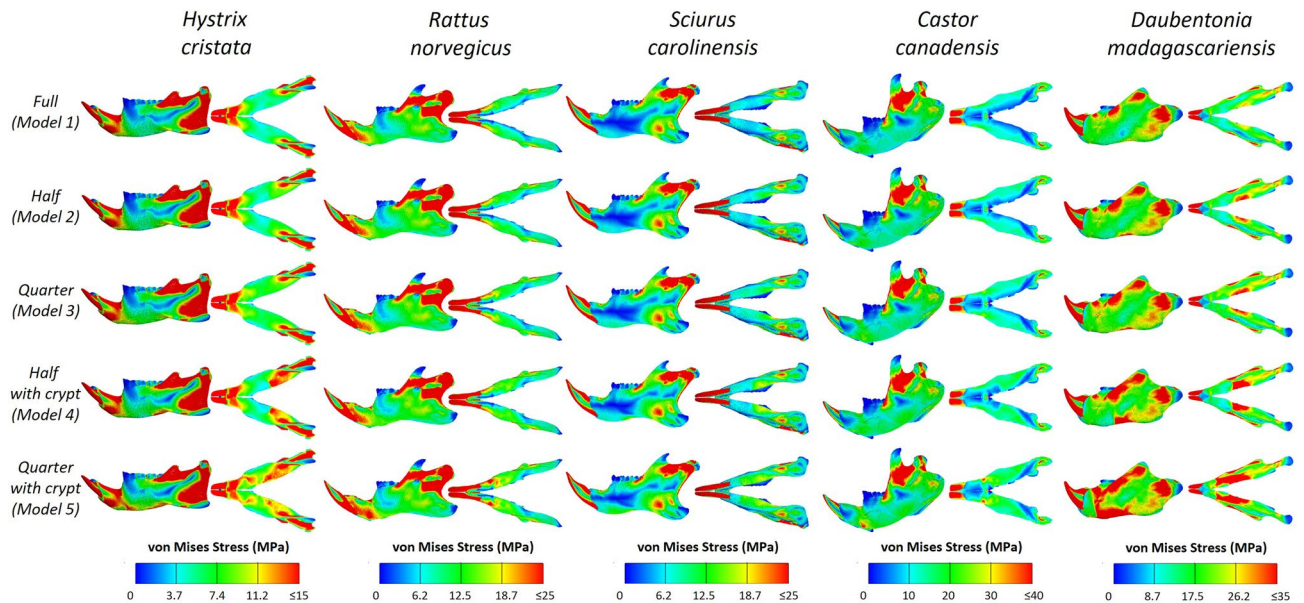 Hystrix
cristata
Rattus
norvegicus
Sciurus
carolinensis
Castor
canadensis
Daubentonia
madagascariensis
Full
(Model 1)
Half
(Model 2)
Quarter
(Model 3)
Half
with crypt
(Model 4)
Quarter
with crypt
(Model 5)
von Mises Stress (MPa)
0 3.7 7.4 11.2 ≤15
von Mises Stress (MPa)
0 6.2 12.5 18.7 ≤25
von Mises Stress (MPa)
0 6.2 12.5 18.7 ≤25
von Mises Stress (MPa)
0 10 20 30 ≤40
von Mises Stress (MPa)
0 8.7 17.5 26.2 ≤35